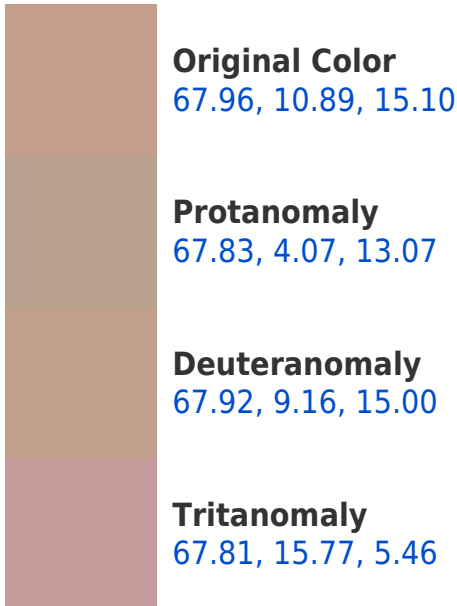 Original Color
67.96, 10.89, 15.10
Protanomaly
67.83, 4.07, 13.07
Deuteranomaly
67.92, 9.16, 15.00
Tritanomaly
67.81, 15.77, 5.46